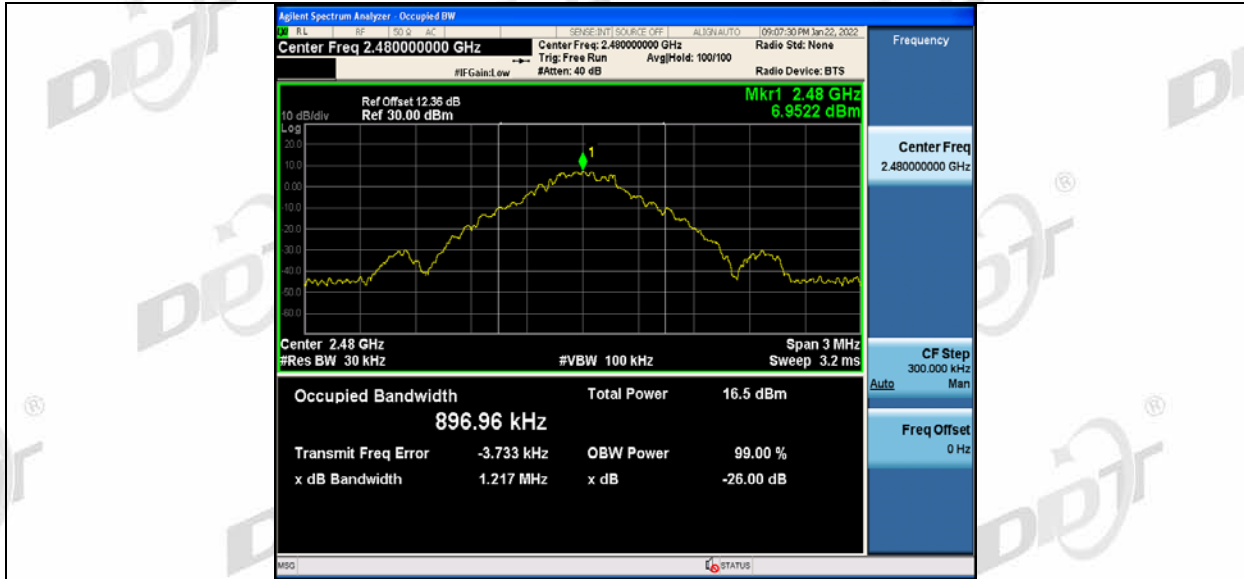 Agilent Spectrum Analyzer - Occupied BW
RL RF 50 Ω AC SENSE:INT SOURCE OFF ALIGN AUTO 09:07:30 PM Jan 22, 2022
Center Freq 2.480000000 GHz
Center Freq: 2.480000000 GHz
Radio Std: None
Trig: Free Run Avg|Hold: 100/100
#IFGain:Low
#Atten: 40 dB
Radio Device: BTS
Ref Offset 12.36 dB
Mkr1 2.48 GHz
10 dB/div Ref 30.00 dBm
6.9522 dBm
Log
20.0
10.0
0.00
-10.0
-20.0
-30.0
-40.0
-50.0
-60.0
1
Center 2.48 GHz
Span 3 MHz
#Res BW 30 kHz
#VBW 100 kHz
Sweep 3.2 ms
Occupied Bandwidth
Total Power 16.5 dBm
896.96 kHz
Transmit Freq Error -3.733 kHz
OBW Power 99.00 %
x dB Bandwidth 1.217 MHz
x dB -26.00 dB
MSG
STATUS
Frequency
Center Freq
2.480000000 GHz
CF Step
300.000 kHz
Auto Man
Freq Offset
0 Hz
DDT
®
DDT
DDT
®
®
DDT